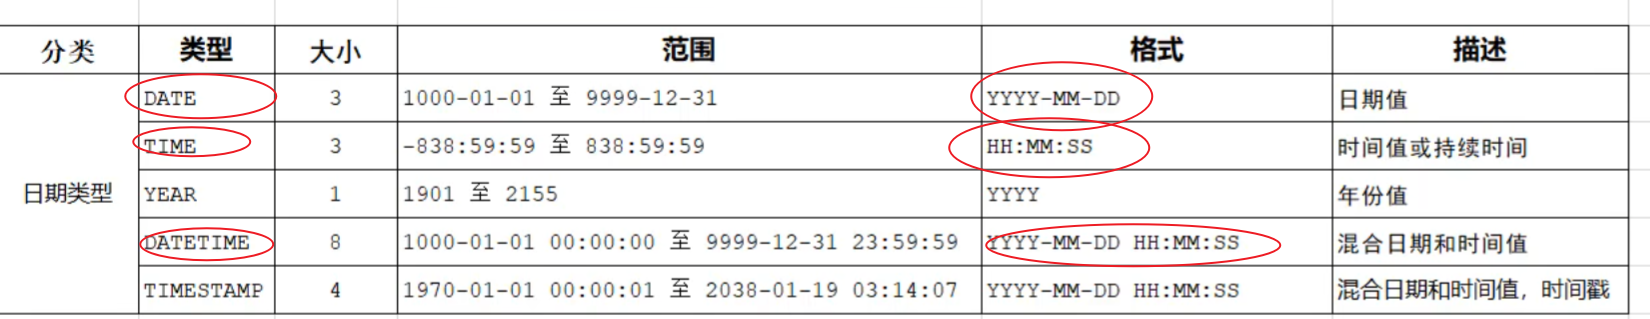 分类 类型 大小 范围 格式 描述
DATE 3 1000-01-01 至 9999-12-31 YYYY-MM-DD 日期值
TIME 3 -838:59:59 至 838:59:59 HH:MM:SS 时间值或持续时间
日期类型 YEAR 1 1901 至 2155 YYYY 年份值
DATETIME 8 1000-01-01 00:00:00 至 9999-12-31 23:59:59 YYYY-MM-DD HH:MM:SS 混合日期和时间值
TIMESTAMP 4 1970-01-01 00:00:01 至 2038-01-19 03:14:07 YYYY-MM-DD HH:MM:SS 混合日期和时间值，时间戳